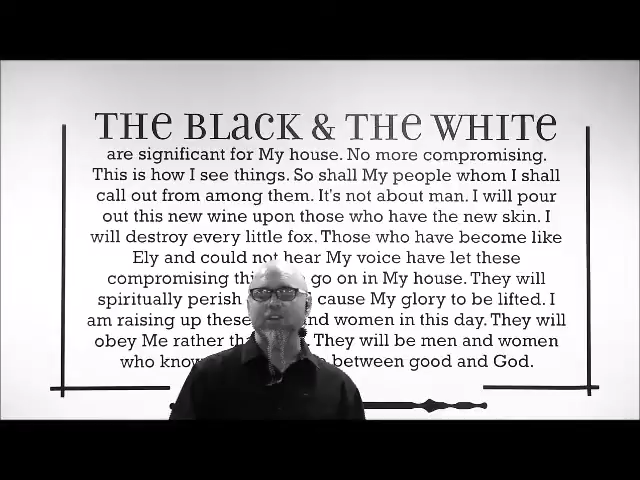 THE BLACK & THE WHITE
are significant for My house. No more compromising.
This is how I see things. So shall My people whom I shall
call out from among them. It's not about man. I will pour
out this new wine upon those who have the new skin. I
will destroy every little fox. Those who have become like
Ely and could not hear My voice have let these
compromising go on in My house. They will
spiritually perish cause My glory to be lifted. I
am raising up these and women in this day. They will
obey Me rather They will be men and women
who between good and God.